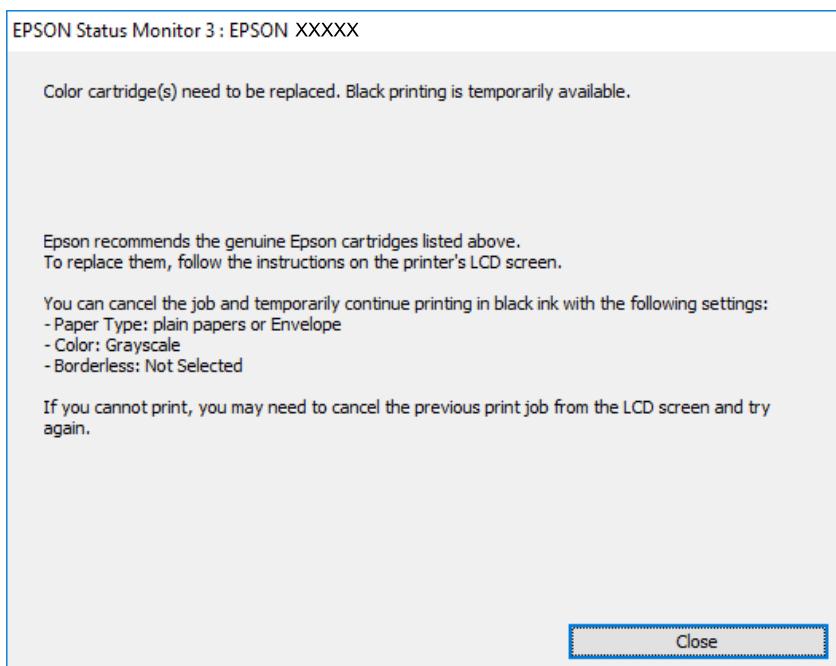 EPSON Status Monitor 3 : EPSON XXXXX
Color cartridge(s) need to be replaced. Black printing is temporarily available.
Epson recommends the genuine Epson cartridges listed above.
To replace them, follow the instructions on the printer's LCD screen.
You can cancel the job and temporarily continue printing in black ink with the following settings:
- Paper Type: plain papers or Envelope
- Color: Grayscale
- Borderless: Not Selected
If you cannot print, you may need to cancel the previous print job from the LCD screen and try
again.
Close